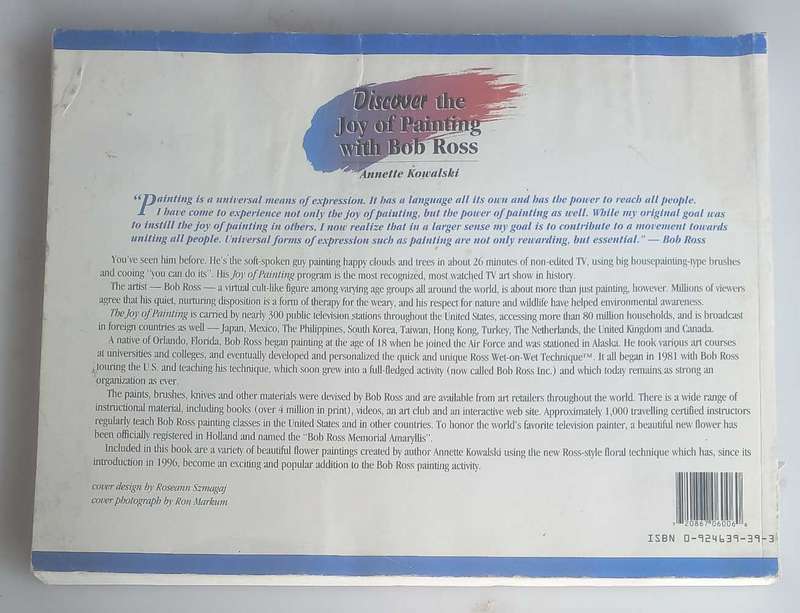 Discover the
Joy of Painting
with Bob Ross
Annette Kowalski
"Painting is a universal means of expression. It has a language all its own and has the power to reach all people.
I have come to experience not only the joy of painting, but the power of painting as well. While my original goal was
to instill the joy of painting in others, I now realize that in a larger sense my goal is to contribute to a movement towards
uniting all people. Universal forms of expression such as painting are not only rewarding, but essential." — Bob Ross
You've seen him before. He's the soft-spoken guy painting happy clouds and trees in about 26 minutes of non-edited TV, using big housepainting-type brushes
and cooing "you can do its". His Joy of Painting program is the most recognized, most watched TV art show in history.
The artist — Bob Ross — a virtual cult-like figure among varying age groups all around the world, is about more than just painting, however. Millions of viewers
agree that his quiet, nurturing disposition is a form of therapy for the weary, and his respect for nature and wildlife have helped environmental awareness.
The Joy of Painting is carried by nearly 300 public television stations throughout the United States, accessing more than 80 million households, and is broadcast
in foreign countries as well — Japan, Mexico, The Philippines, South Korea, Taiwan, Hong Kong, Turkey, The Netherlands, the United Kingdom and Canada.
A native of Orlando, Florida, Bob Ross began painting at the age of 18 when he joined the Air Force and was stationed in Alaska. He took various art courses
at universities and colleges, and eventually developed and personalized the quick and unique Ross Wet-on-Wet Technique™. It all began in 1981 with Bob Ross
touring the U.S. and teaching his technique, which soon grew into a full-fledged activity (now called Bob Ross Inc.) and which today remains as strong an
organization as ever.
The paints, brushes, knives and other materials were devised by Bob Ross and are available from art retailers throughout the world. There is a wide range of
instructional material, including books (over 4 million in print), videos, an art club and an interactive web site. Approximately 1,000 travelling certified instructors
regularly teach Bob Ross painting classes in the United States and in other countries. To honor the world's favorite television painter, a beautiful new flower has
been officially registered in Holland and named the "Bob Ross Memorial Amaryllis".
Included in this book are a variety of beautiful flower paintings created by author Annette Kowalski using the new Ross-style floral technique which has, since its
introduction in 1996, become an exciting and popular addition to the Bob Ross painting activity.
cover design by Roseann Szmagaj
cover photograph by Ron Markum
7 20867 06006 8
ISBN 0-924639-39-3